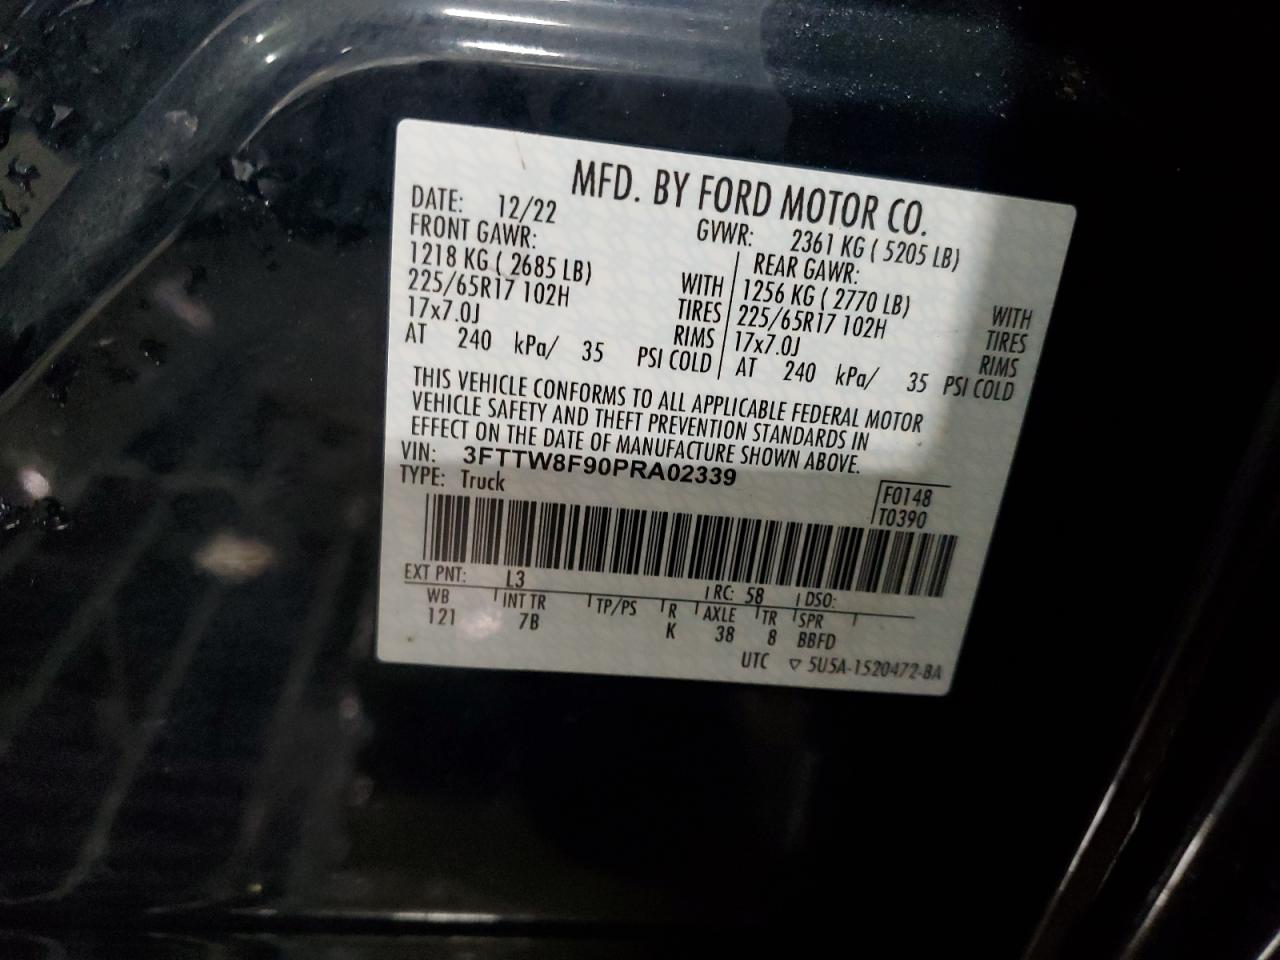 MFD. BY FORD MOTOR CO.
DATE: 12/22 GVWR: 2361 KG ( 5205 LB)
FRONT GAWR: REAR GAWR:
1218 KG ( 2685 LB) WITH 1256 KG ( 2770 LB) WITH
225/65R17 102H TIRES 225/65R17 102H TIRES
17x7.0J RIMS 17x7.0J RIMS
AT 240 kPa/ 35 PSI COLD AT 240 kPa/ 35 PSI COLD
THIS VEHICLE CONFORMS TO ALL APPLICABLE FEDERAL MOTOR
VEHICLE SAFETY AND THEFT PREVENTION STANDARDS IN
EFFECT ON THE DATE OF MANUFACTURE SHOWN ABOVE.
VIN: 3FTTW8F90PRA02339
TYPE: Truck F0148
T0390
EXT PNT: L3 RC: 58 DSO:
WB INT TR TP/PS R AXLE TR SPR
121 7B K 38 8 BBFD
UTC ▽ 5U5A-1520472-BA